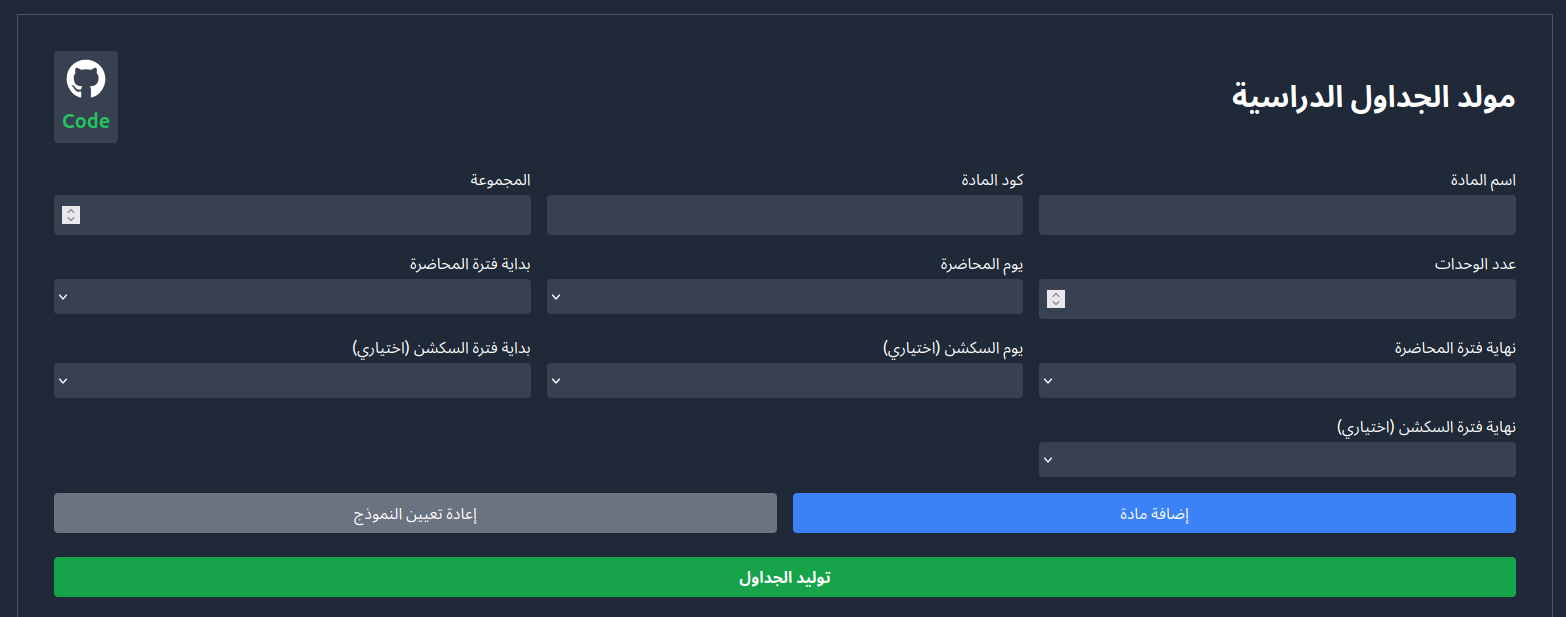 مولد الجداول الدراسية
Code
اسم المادة
كود المادة
المجموعة
عدد الوحدات
يوم المحاضرة
بداية فترة المحاضرة
نهاية فترة المحاضرة
يوم السكشن (اختياري)
بداية فترة السكشن (اختياري)
نهاية فترة السكشن (اختياري)
إضافة مادة
إعادة تعيين النموذج
توليد الجداول